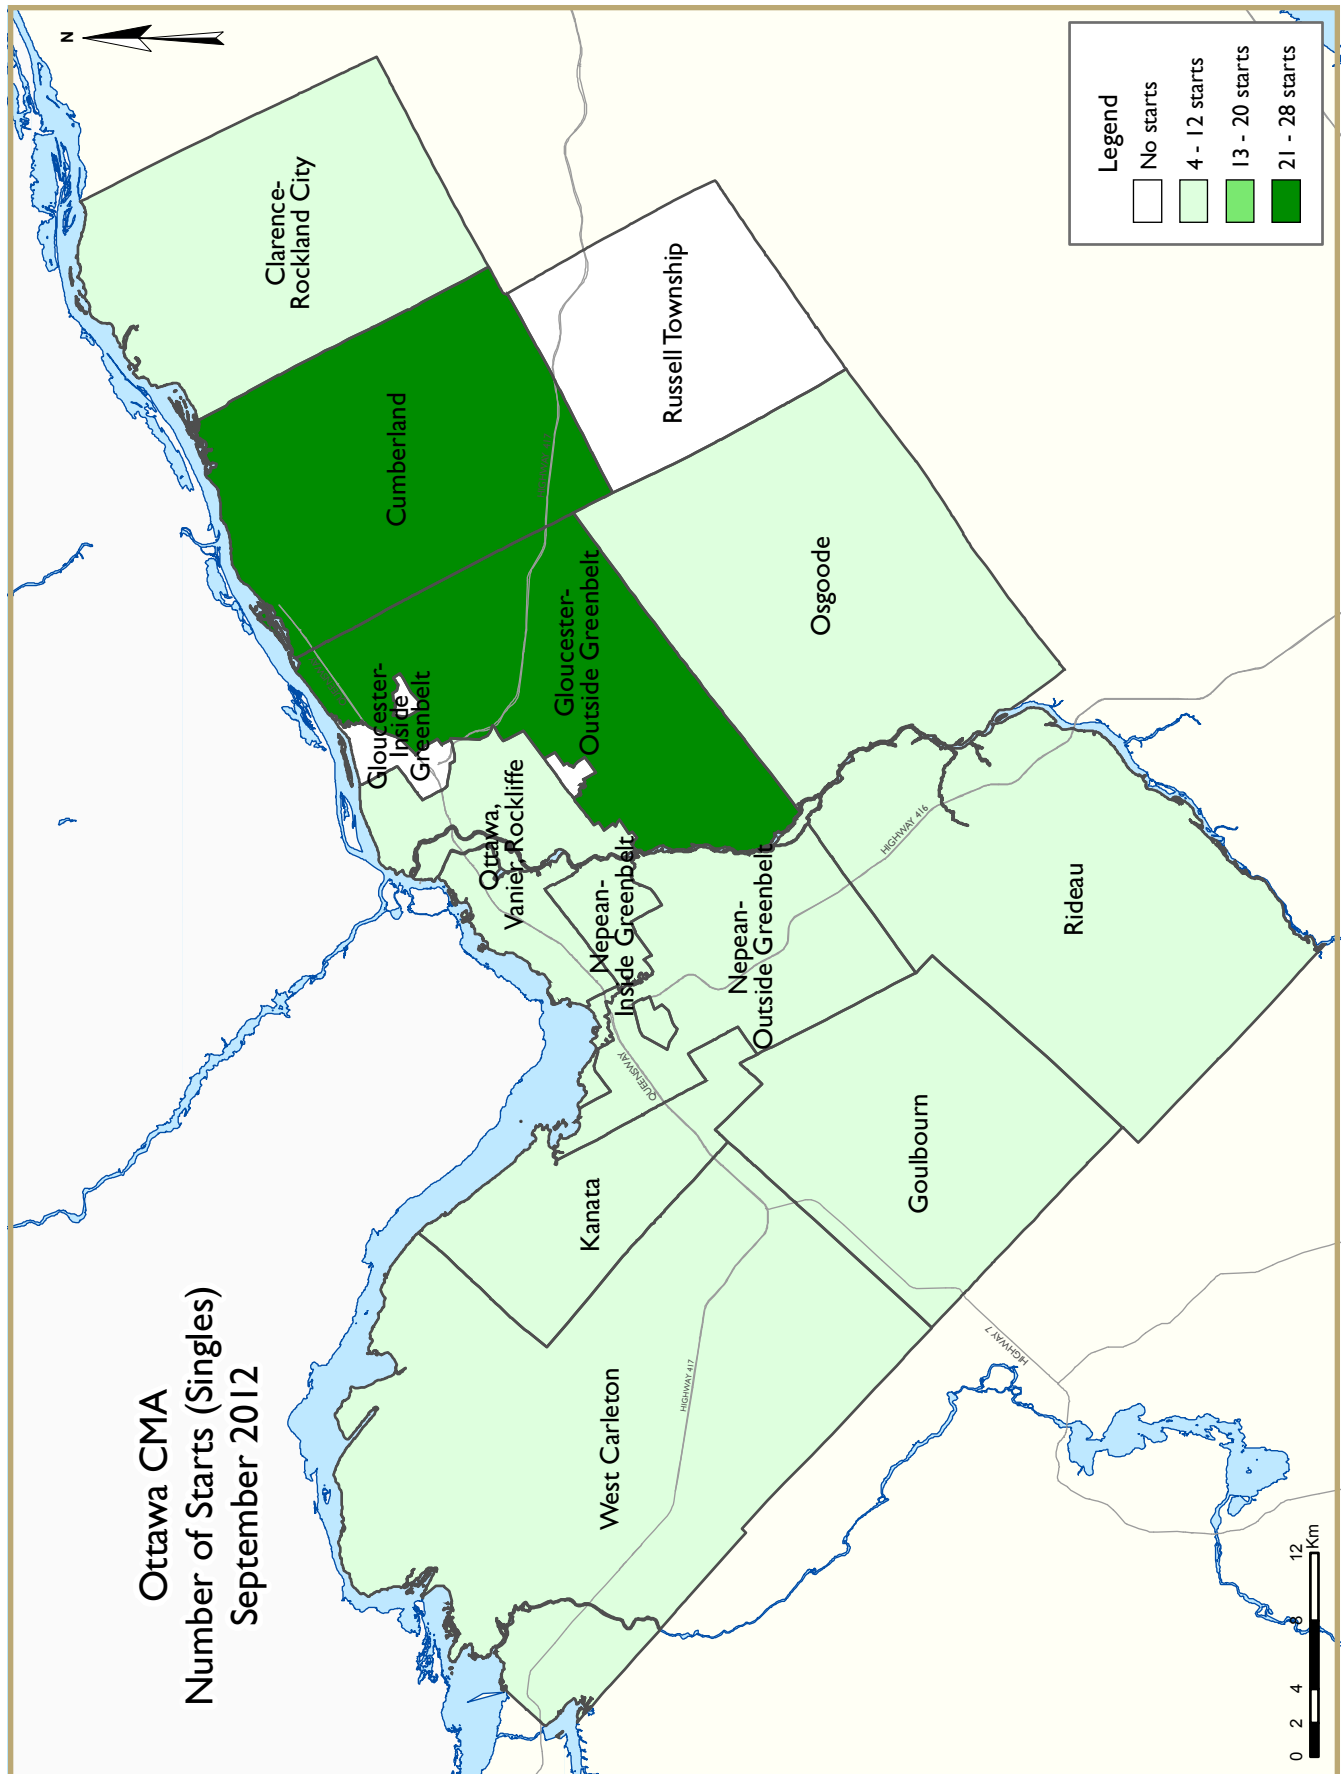 Ottawa CMA
Number of Starts (Singles)
September 2012
N
Clarence-
Rockland City
Cumberland
Russell Township
Gloucester-
Inside
Greenbelt
Gloucester-
Outside Greenbelt
Osgoode
Ottawa,
Vanier, Rockliffe
Nepean-
Inside Greenbelt
Nepean-
Outside Greenbelt
Rideau
Kanata
Goulbourn
West Carleton
QUEENSWAY
HIGHWAY 416
HIGHWAY 417
HIGHWAY 7
Legend
No starts
4 - 12 starts
13 - 20 starts
21 - 28 starts
0 2 4 8 12
Km